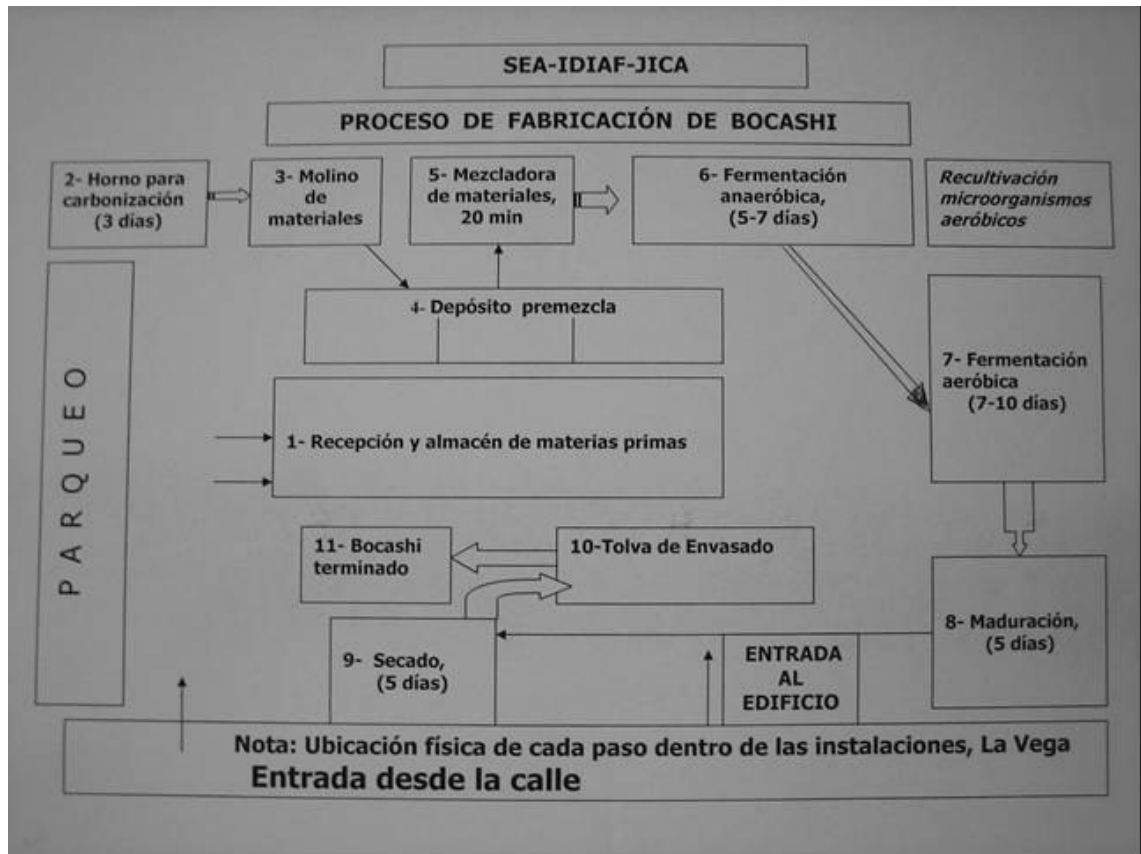 SEA-IDIAF-JICA
PROCESO DE FABRICACIÓN DE BOCASHI
2- Horno para
carbonización
(3 días)
3- Molino
de
materiales
5- Mezcladora
de materiales,
20 min
6- Fermentación
anaeróbica,
(5-7 días)
Recultivación
microorganismos
aeróbicos
4- Depósito premezcla
7- Fermentación
aeróbica
(7-10 días)
PARQUEO
1- Recepción y almacén de materias primas
11- Bocashi
terminado
10-Tolva de Envasado
8- Maduración,
(5 días)
9- Secado,
(5 días)
ENTRADA
AL
EDIFICIO
Nota: Ubicación física de cada paso dentro de las instalaciones, La Vega
Entrada desde la calle